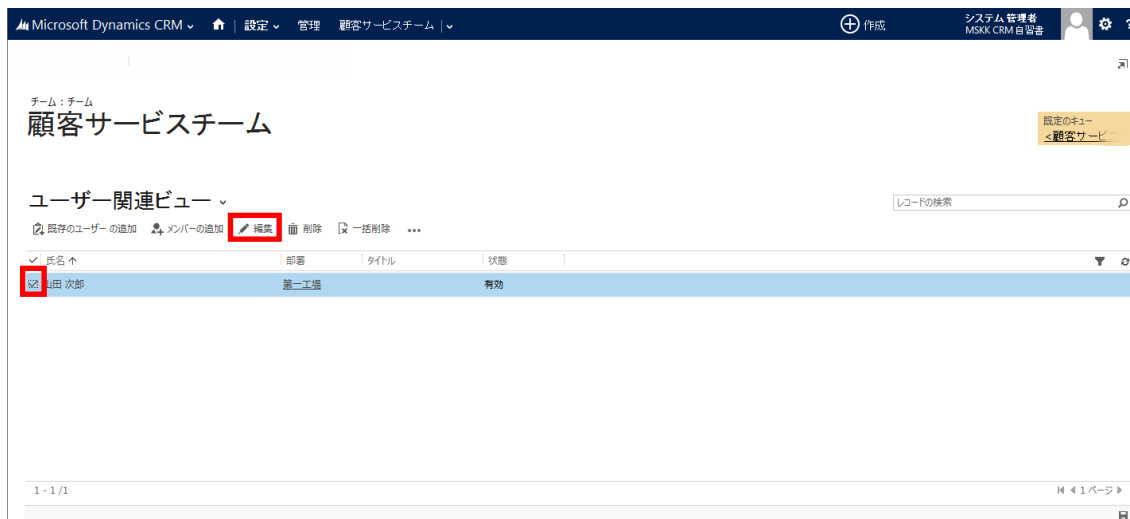 Microsoft Dynamics CRM 設定 管理 顧客サービスチーム 作成 システム 管理者
MSKK CRM 自習書
チーム : チーム
顧客サービスチーム
既定のキュー
<顧客サービス
ユーザー関連ビュー
レコードの検索
既存のユーザー の追加 メンバーの追加 編集 削除 一括削除 •••
氏名 部署 タイトル 状態
山田 次郎 第一工場 有効
1 - 1 /1 1 ページ